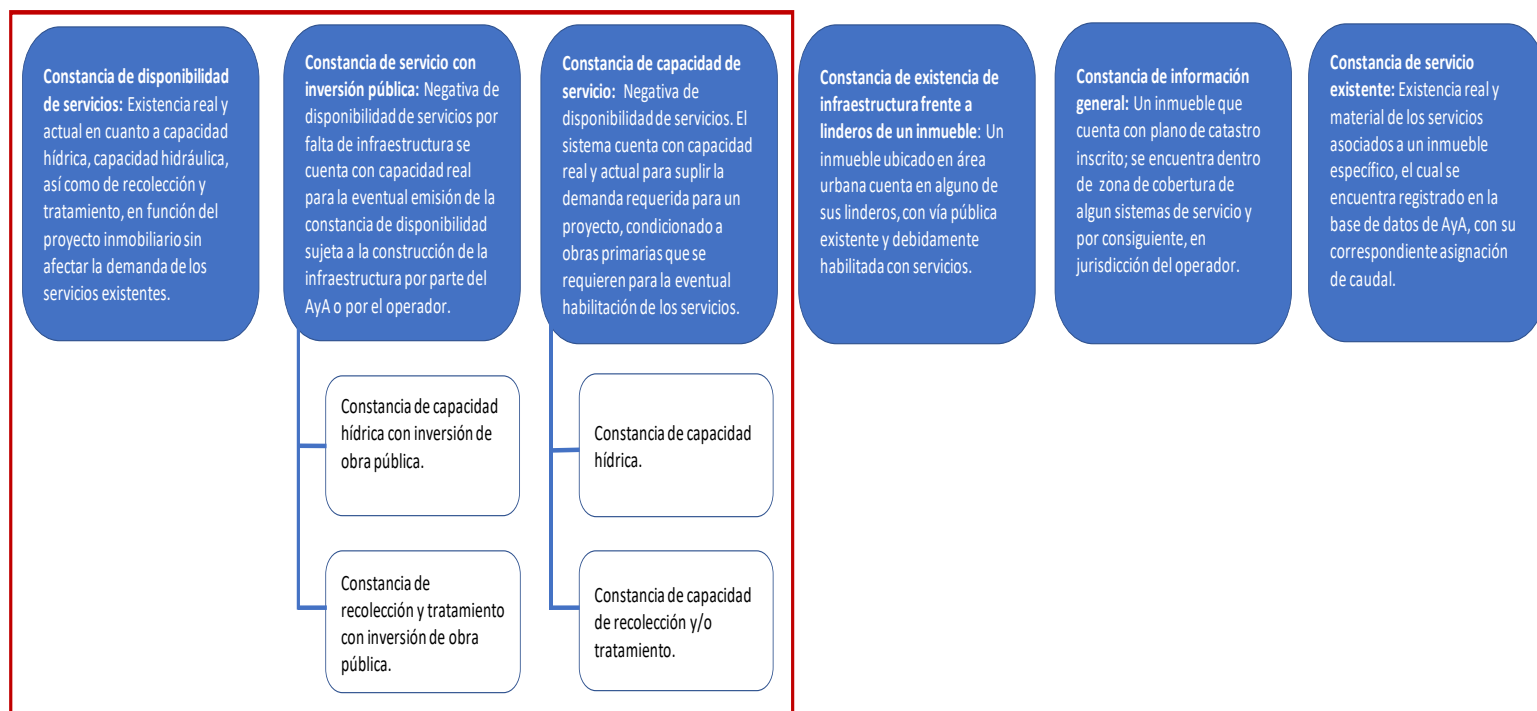 Constancia de disponibilidad
de servicios: Existencia real y
actual en cuanto a capacidad
hídrica, capacidad hidráulica,
así como de recolección y
tratamiento, en función del
proyecto inmobiliario sin
afectar la demanda de los
servicios existentes.
Constancia de servicio con
inversión pública: Negativa de
disponibilidad de servicios por
falta de infraestructura se
cuenta con capacidad real
para la eventual emisión de la
constancia de disponibilidad
sujeta a la construcción de la
infraestructura por parte del
AyA o por el operador.
Constancia de capacidad hídrica con inversión de
obra pública.
Constancia de
recolección y tratamiento
con inversión de obra
pública.
Constancia de capacidad de
servicio: Negativa de
disponibilidad de servicios. El
sistema cuenta con capacidad
real y actual para suplir la
demanda requerida para un
proyecto, condicionado a
obras primarias que se
requieren para la eventual
habilitación de los servicios.
Constancia de capacidad
hídrica.
Constancia de capacidad
de recolección y/o
tratamiento.
Constancia de existencia de
infraestructura frente a
linderos de un inmueble: Un
inmueble ubicado en área
urbana cuenta en alguno de
sus linderos, con vía pública
existente y debidamente
habilitada con servicios.
Constancia de información
general: Un inmueble que
cuenta con plano de catastro
inscrito; se encuentra dentro
de zona de cobertura de
algun sistemas de servicio y
por consiguiente, en
jurisdicción del operador.
Constancia de servicio
existente: Existencia real y
material de los servicios
asociados a un inmueble
específico, el cual se
encuentra registrado en la
base de datos de AyA, con su
correspondiente asignación
de caudal.